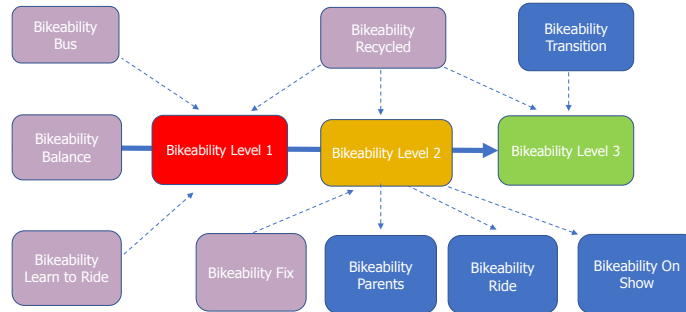 Bikeability
Bus
Bikeability
Recycled
Bikeability
Transition
Bikeability
Balance
Bikeability Level 1
Bikeability Level 2
Bikeability Level 3
Bikeability
Learn to Ride
Bikeability Fix
Bikeability
Parents
Bikeability
Ride
Bikeability On
Show